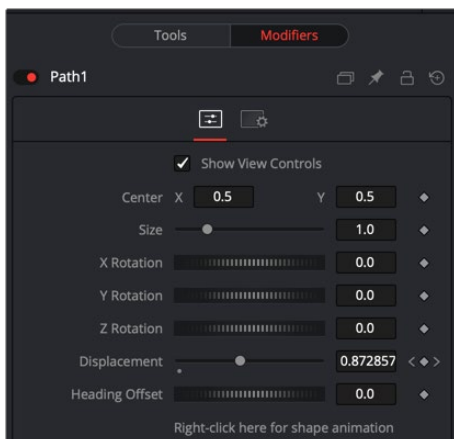 Tools Modifiers
Path1
Show View Controls
Center X 0.5 Y 0.5
Size 1.0
X Rotation 0.0
Y Rotation 0.0
Z Rotation 0.0
Displacement 0.872857
Heading Offset 0.0
Right-click here for shape animation